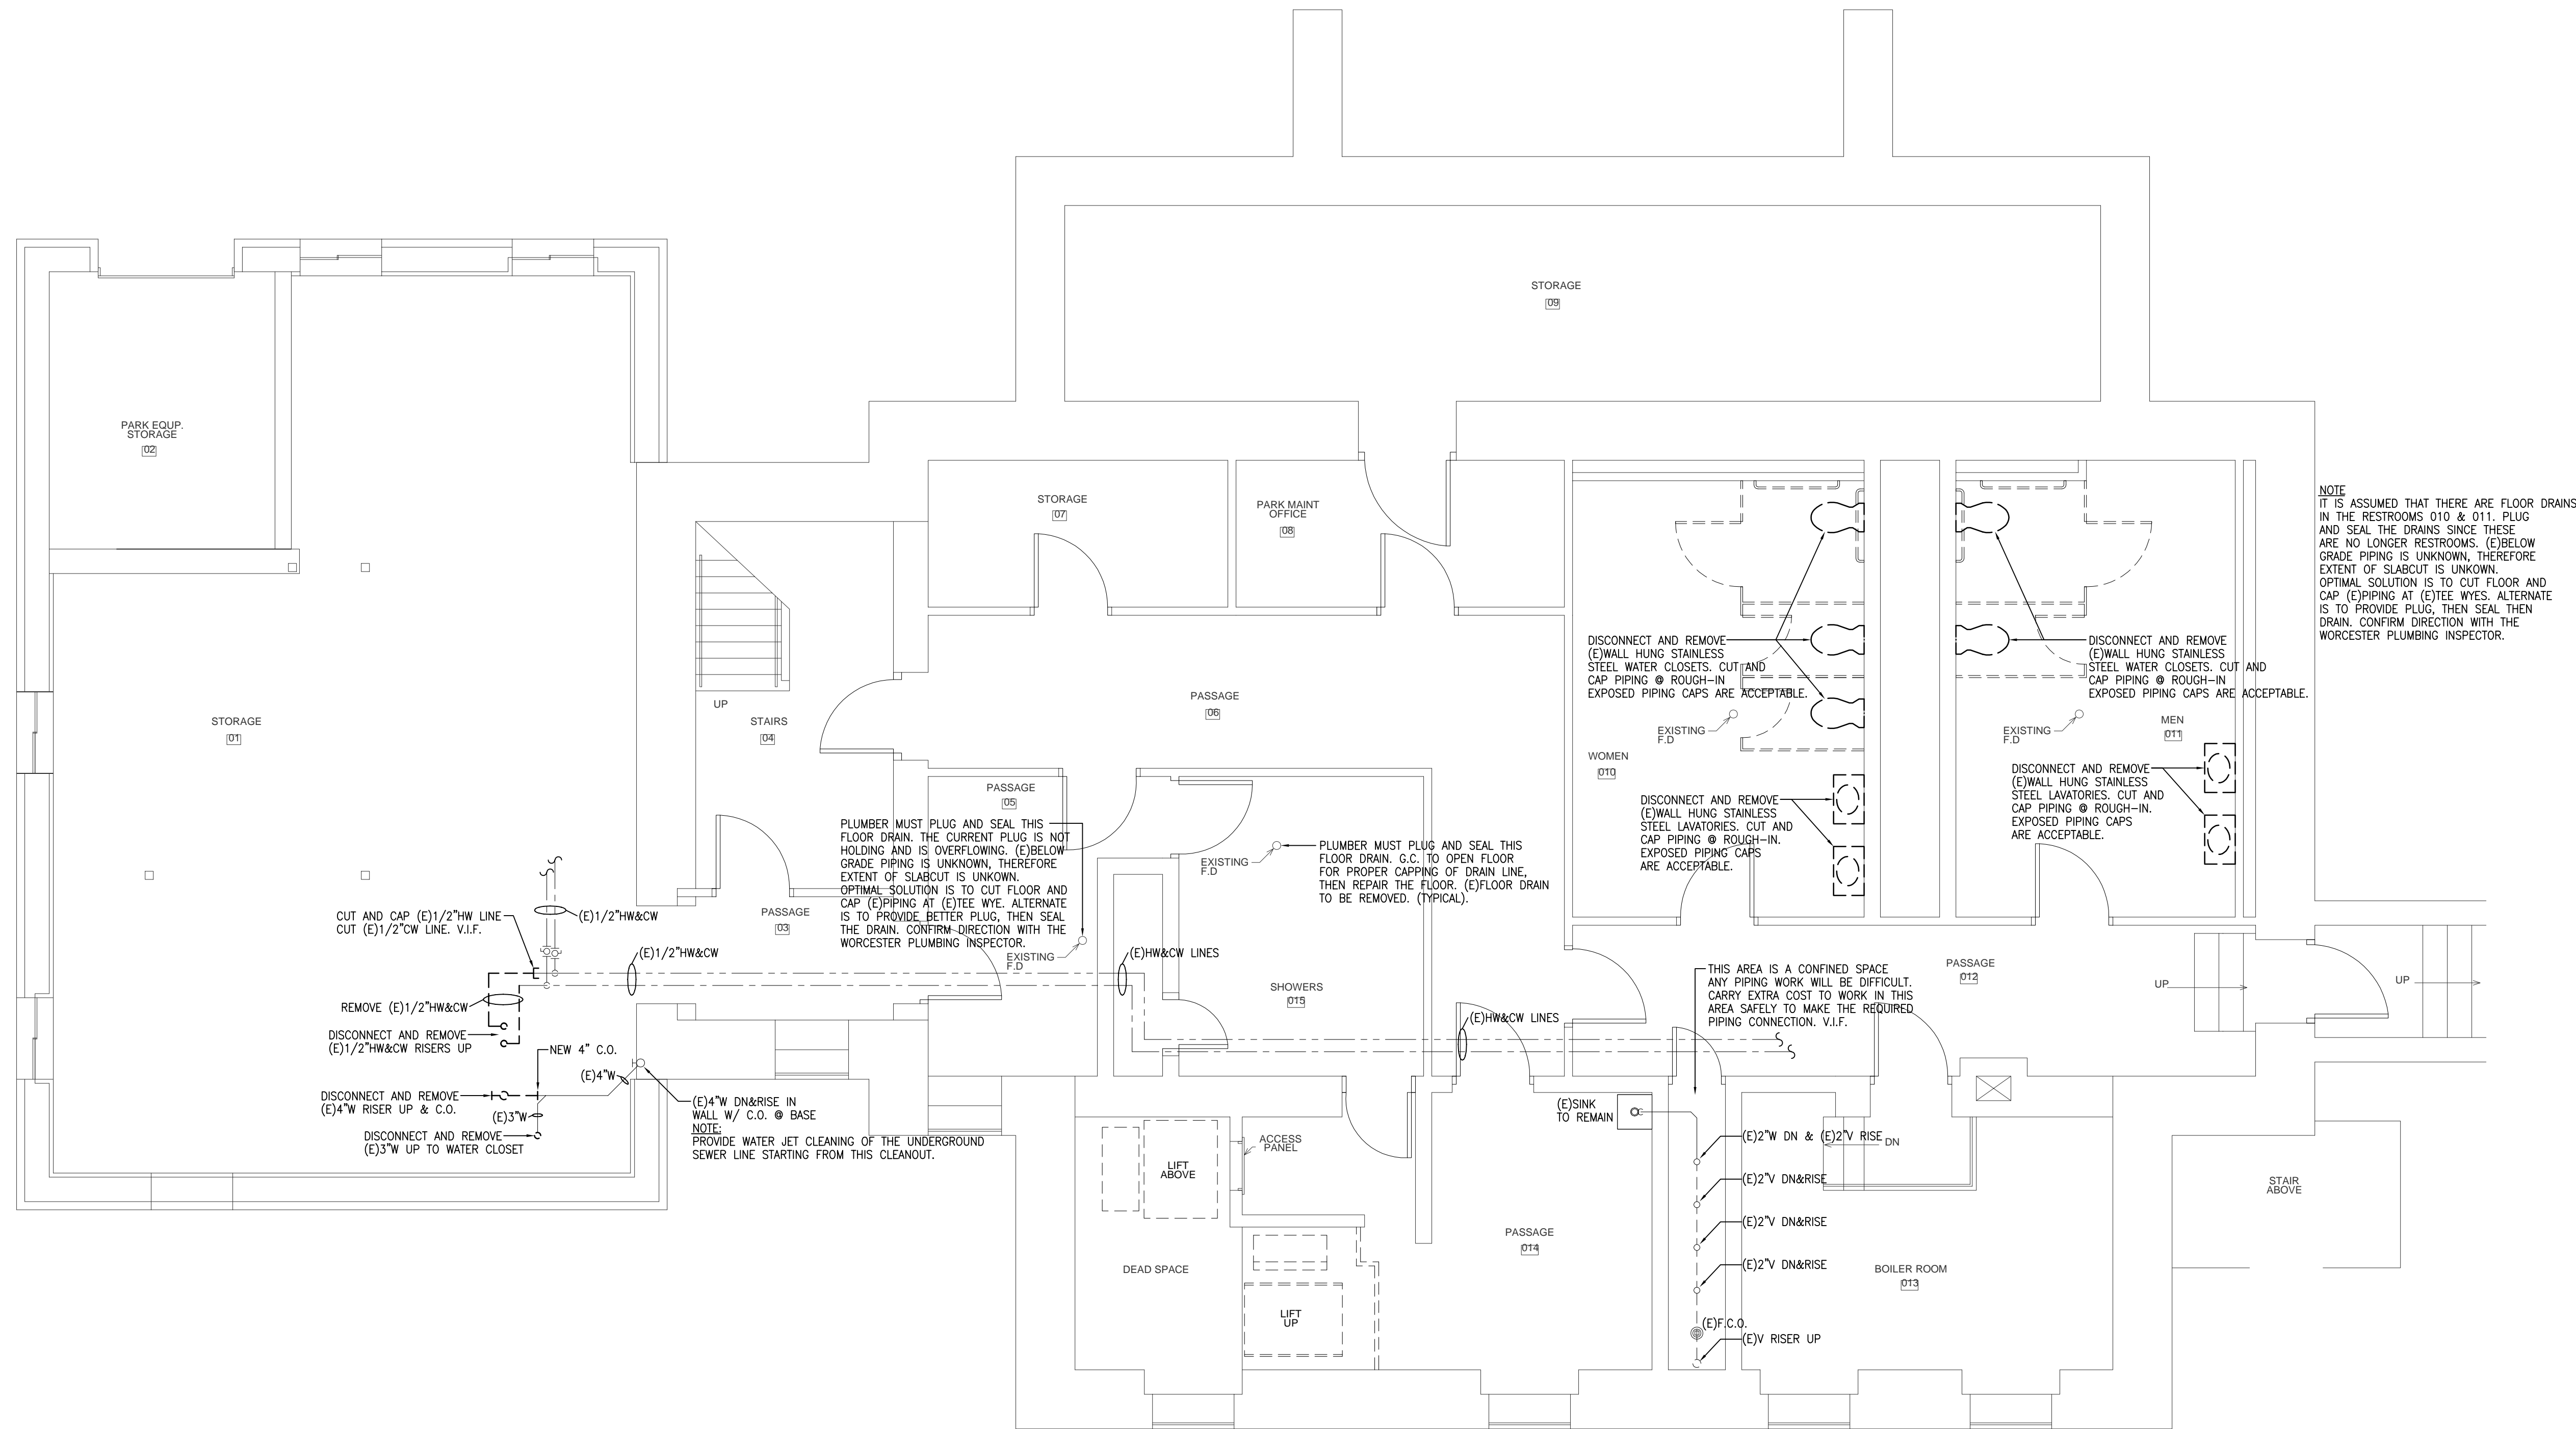 STORAGE
09
PARK EQUP.
STORAGE
02
STORAGE
07
PARK MAINT
OFFICE
08
NOTE
IT IS ASSUMED THAT THERE ARE FLOOR DRAINS
IN THE RESTROOMS 010 & 011. PLUG
AND SEAL THE DRAINS SINCE THESE
ARE NO LONGER RESTROOMS. (E)BELOW
GRADE PIPING IS UNKNOWN, THEREFORE
EXTENT OF SLABCUT IS UNKOWN.
OPTIMAL SOLUTION IS TO CUT FLOOR AND
CAP (E)PIPING AT (E)TEE WYES. ALTERNATE
IS TO PROVIDE PLUG, THEN SEAL THEN
DRAIN. CONFIRM DIRECTION WITH THE
WORCESTER PLUMBING INSPECTOR.
DISCONNECT AND REMOVE
(E)WALL HUNG STAINLESS
STEEL WATER CLOSETS. CUT AND
CAP PIPING @ ROUGH-IN
EXPOSED PIPING CAPS ARE ACCEPTABLE.
DISCONNECT AND REMOVE
(E)WALL HUNG STAINLESS
STEEL WATER CLOSETS. CUT AND
CAP PIPING @ ROUGH-IN
EXPOSED PIPING CAPS ARE ACCEPTABLE.
STORAGE
01
UP
STAIRS
04
PASSAGE
06
EXISTING
F.D
WOMEN
010
EXISTING
F.D
MEN
011
DISCONNECT AND REMOVE
(E)WALL HUNG STAINLESS
STEEL LAVATORIES. CUT AND
CAP PIPING @ ROUGH-IN.
EXPOSED PIPING CAPS
ARE ACCEPTABLE.
DISCONNECT AND REMOVE
(E)WALL HUNG STAINLESS
STEEL LAVATORIES. CUT AND
CAP PIPING @ ROUGH-IN.
EXPOSED PIPING CAPS
ARE ACCEPTABLE.
PASSAGE
05
PLUMBER MUST PLUG AND SEAL THIS
FLOOR DRAIN. THE CURRENT PLUG IS NOT
HOLDING AND IS OVERFLOWING. (E)BELOW
GRADE PIPING IS UNKNOWN, THEREFORE
EXTENT OF SLABCUT IS UNKOWN.
OPTIMAL SOLUTION IS TO CUT FLOOR AND
CAP (E)PIPING AT (E)TEE WYE. ALTERNATE
IS TO PROVIDE BETTER PLUG, THEN SEAL
THE DRAIN. CONFIRM DIRECTION WITH THE
WORCESTER PLUMBING INSPECTOR.
EXISTING
F.D
EXISTING
F.D
PLUMBER MUST PLUG AND SEAL THIS
FLOOR DRAIN. G.C. TO OPEN FLOOR
FOR PROPER CAPPING OF DRAIN LINE,
THEN REPAIR THE FLOOR. (E)FLOOR DRAIN
TO BE REMOVED. (TYPICAL).
CUT AND CAP (E)1/2"HW LINE
CUT (E)1/2"CW LINE. V.I.F.
(E)1/2"HW&CW
PASSAGE
03
(E)1/2"HW&CW
(E)HW&CW LINES
SHOWERS
015
THIS AREA IS A CONFINED SPACE
ANY PIPING WORK WILL BE DIFFICULT.
CARRY EXTRA COST TO WORK IN THIS
AREA SAFELY TO MAKE THE REQUIRED
PIPING CONNECTION. V.I.F.
PASSAGE
012
UP
UP
REMOVE (E)1/2"HW&CW
DISCONNECT AND REMOVE
(E)1/2"HW&CW RISERS UP
(E)HW&CW LINES
NEW 4" C.O.
(E)4"W
DISCONNECT AND REMOVE
(E)4"W RISER UP & C.O.
(E)3"W
DISCONNECT AND REMOVE
(E)3"W UP TO WATER CLOSET
(E)4"W DN&RISE IN
WALL W/ C.O. @ BASE
NOTE:
PROVIDE WATER JET CLEANING OF THE UNDERGROUND
SEWER LINE STARTING FROM THIS CLEANOUT.
(E)SINK
TO REMAIN
ACCESS
PANEL
LIFT
ABOVE
(E)2"W DN & (E)2"V RISE
DN
(E)2"V DN&RISE
(E)2"V DN&RISE
(E)2"V DN&RISE
STAIR
ABOVE
PASSAGE
014
DEAD SPACE
BOILER ROOM
013
LIFT
UP
(E)F.C.O.
(E)V RISER UP